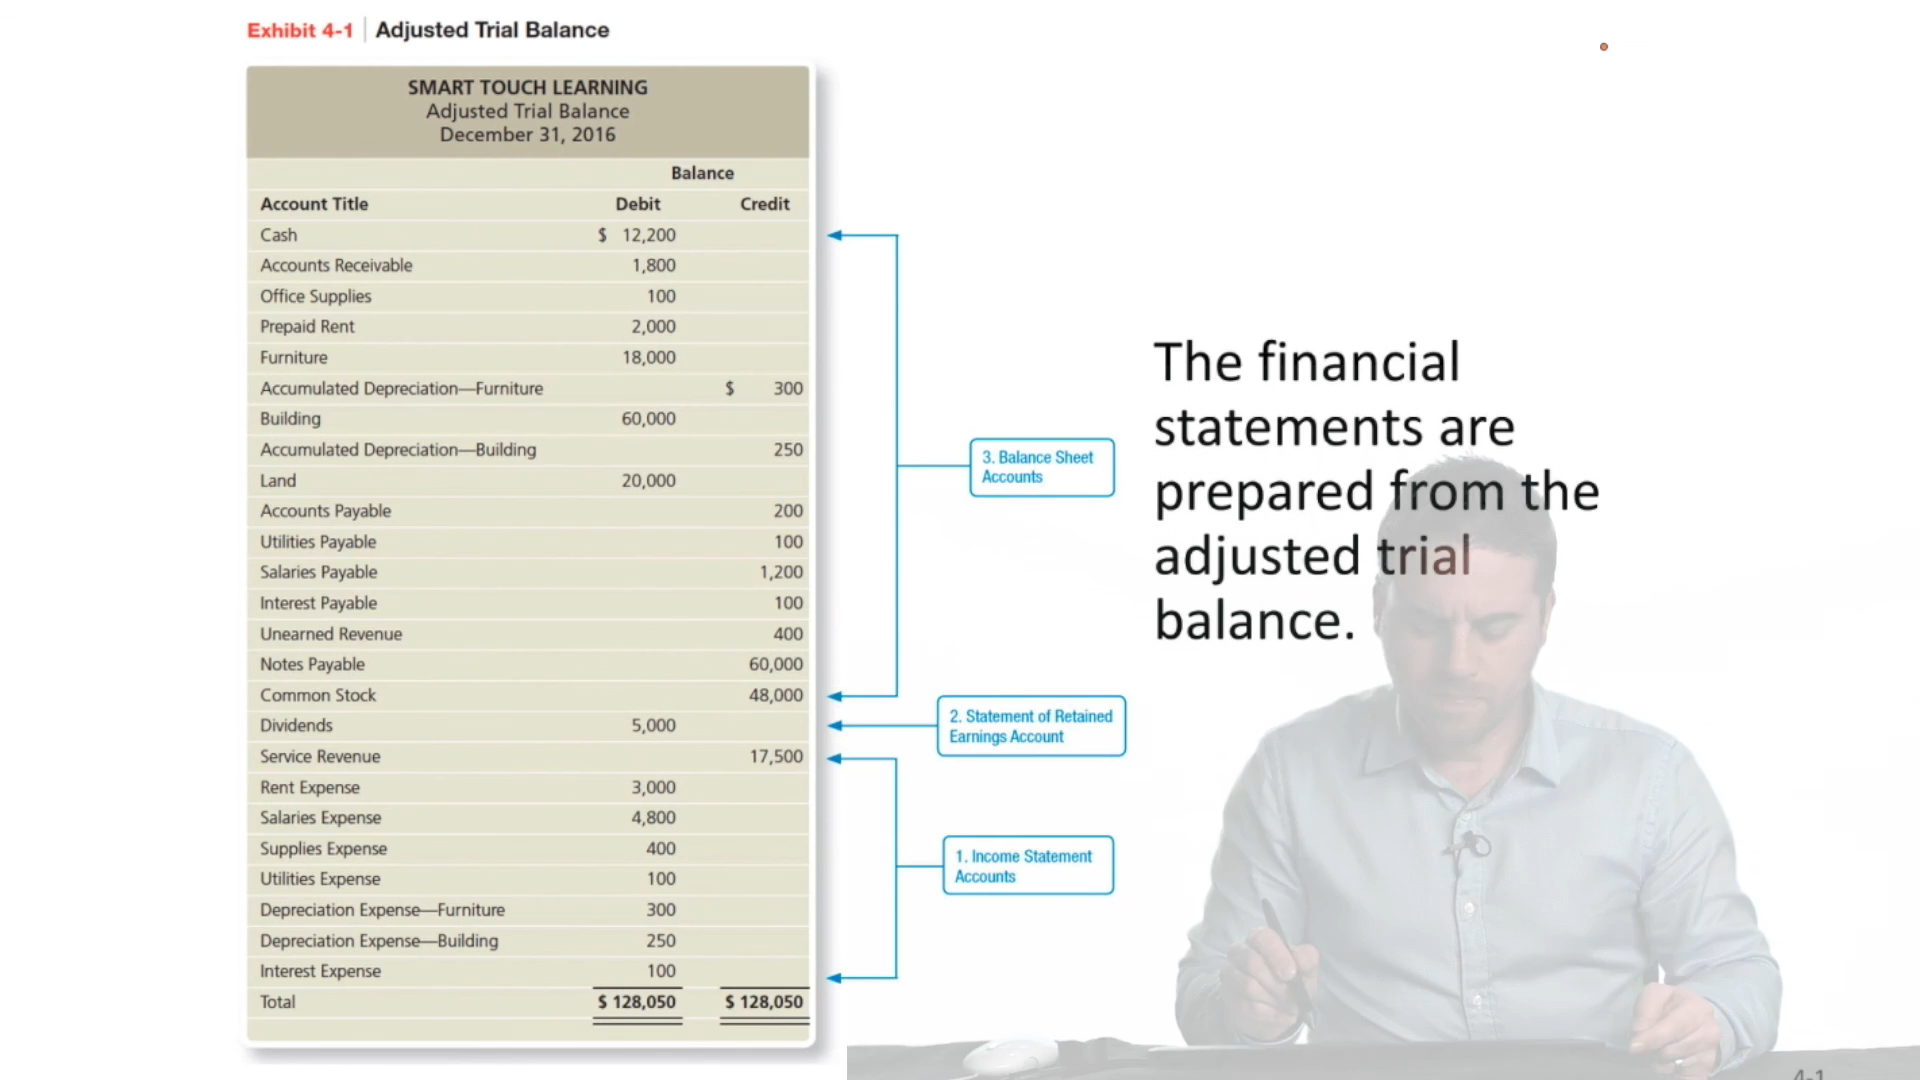 Exhibit 4-1 | Adjusted Trial Balance
SMART TOUCH LEARNING
Adjusted Trial Balance
December 31, 2016
Balance
Account Title Debit Credit
Cash $ 12,200
Accounts Receivable 1,800
Office Supplies 100
Prepaid Rent 2,000
Furniture 18,000
Accumulated Depreciation—Furniture $ 300
Building 60,000
Accumulated Depreciation—Building 250
Land 20,000
Accounts Payable 200
Utilities Payable 100
Salaries Payable 1,200
Interest Payable 100
Unearned Revenue 400
Notes Payable 60,000
Common Stock 48,000
Dividends 5,000
Service Revenue 17,500
Rent Expense 3,000
Salaries Expense 4,800
Supplies Expense 400
Utilities Expense 100
Depreciation Expense—Furniture 300
Depreciation Expense—Building 250
Interest Expense 100
Total $ 128,050 $ 128,050
3. Balance Sheet
Accounts
2. Statement of Retained
Earnings Account
1. Income Statement
Accounts
The financial
statements are
prepared from the
adjusted trial
balance.
4-1